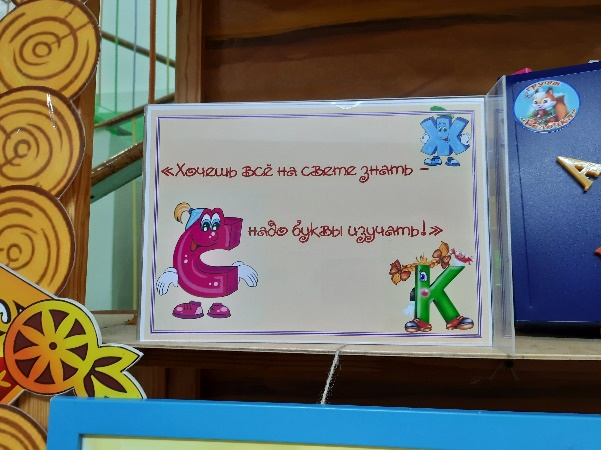 «Хочешь всё на свете знать –
надо буквы изучать!»
Ж
С
К
А